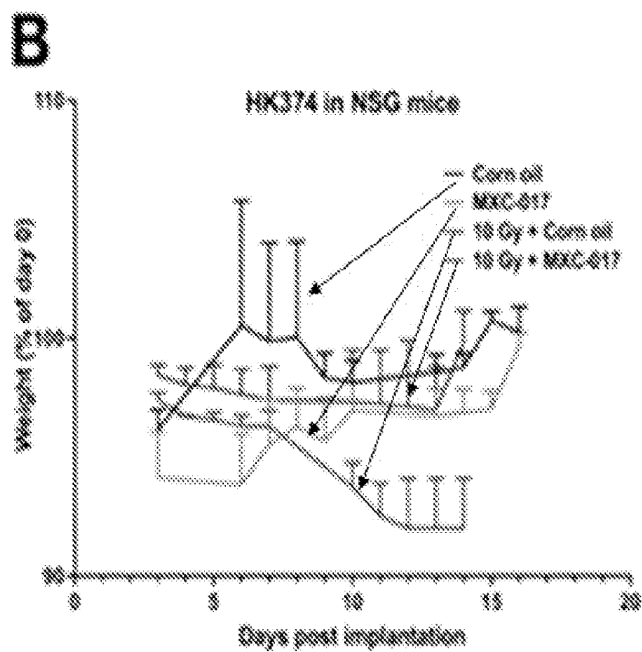 B
HK374 in NSG mice
110
100
90
Weight (% of day 0)
Corn oil
MXC-017
10 Gy + Corn oil
10 Gy + MXC-017
0
5
10
15
20
Days post implantation